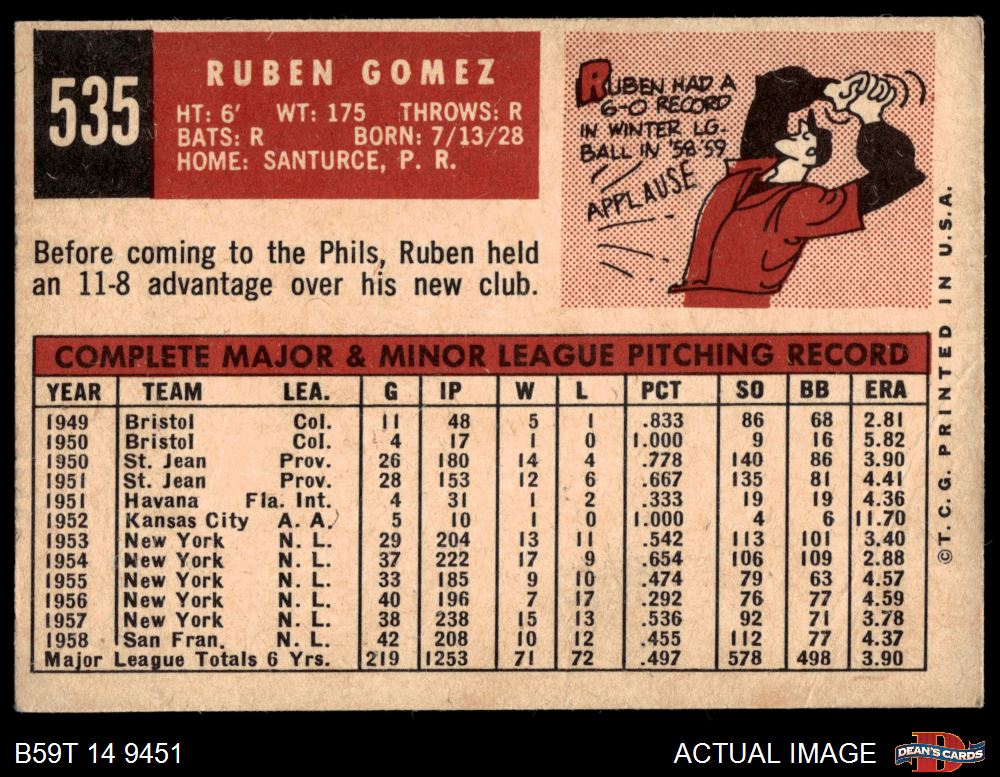 535
RUBEN GOMEZ
HT: 6' WT: 175 THROWS: R
BATS: R BORN: 7/13/28
HOME: SANTURCE, P. R.
RUBEN HAD A
6-0 RECORD
IN WINTER LG.
BALL IN '58-59
APPLAUSE
Before coming to the Phils, Ruben held
an 11-8 advantage over his new club.
COMPLETE MAJOR & MINOR LEAGUE PITCHING RECORD
YEAR TEAM LEA. G IP W L PCT SO BB ERA
1949 Bristol Col. 11 48 5 1 .833 86 68 2.81
1950 Bristol Col. 4 17 1 0 1.000 9 16 5.82
1950 St. Jean Prov. 26 180 14 4 .778 140 86 3.90
1951 St. Jean Prov. 28 153 12 6 .667 135 81 4.41
1951 Havana Fla. Int. 4 31 1 2 .333 19 19 4.36
1952 Kansas City A. A. 5 10 1 0 1.000 4 6 11.70
1953 New York N. L. 29 204 13 11 .542 113 101 3.40
1954 New York N. L. 37 222 17 9 .654 106 109 2.88
1955 New York N. L. 33 185 9 10 .474 79 63 4.57
1956 New York N. L. 40 196 7 17 .292 76 77 4.59
1957 New York N. L. 38 238 15 13 .536 92 71 3.78
1958 San Fran. N. L. 42 208 10 12 .455 112 77 4.37
Major League Totals 6 Yrs. 219 1253 71 72 .497 578 498 3.90
©T. C. G. PRINTED IN U.S.A.
B59T 14 9451
ACTUAL IMAGE
DEAN'S CARDS